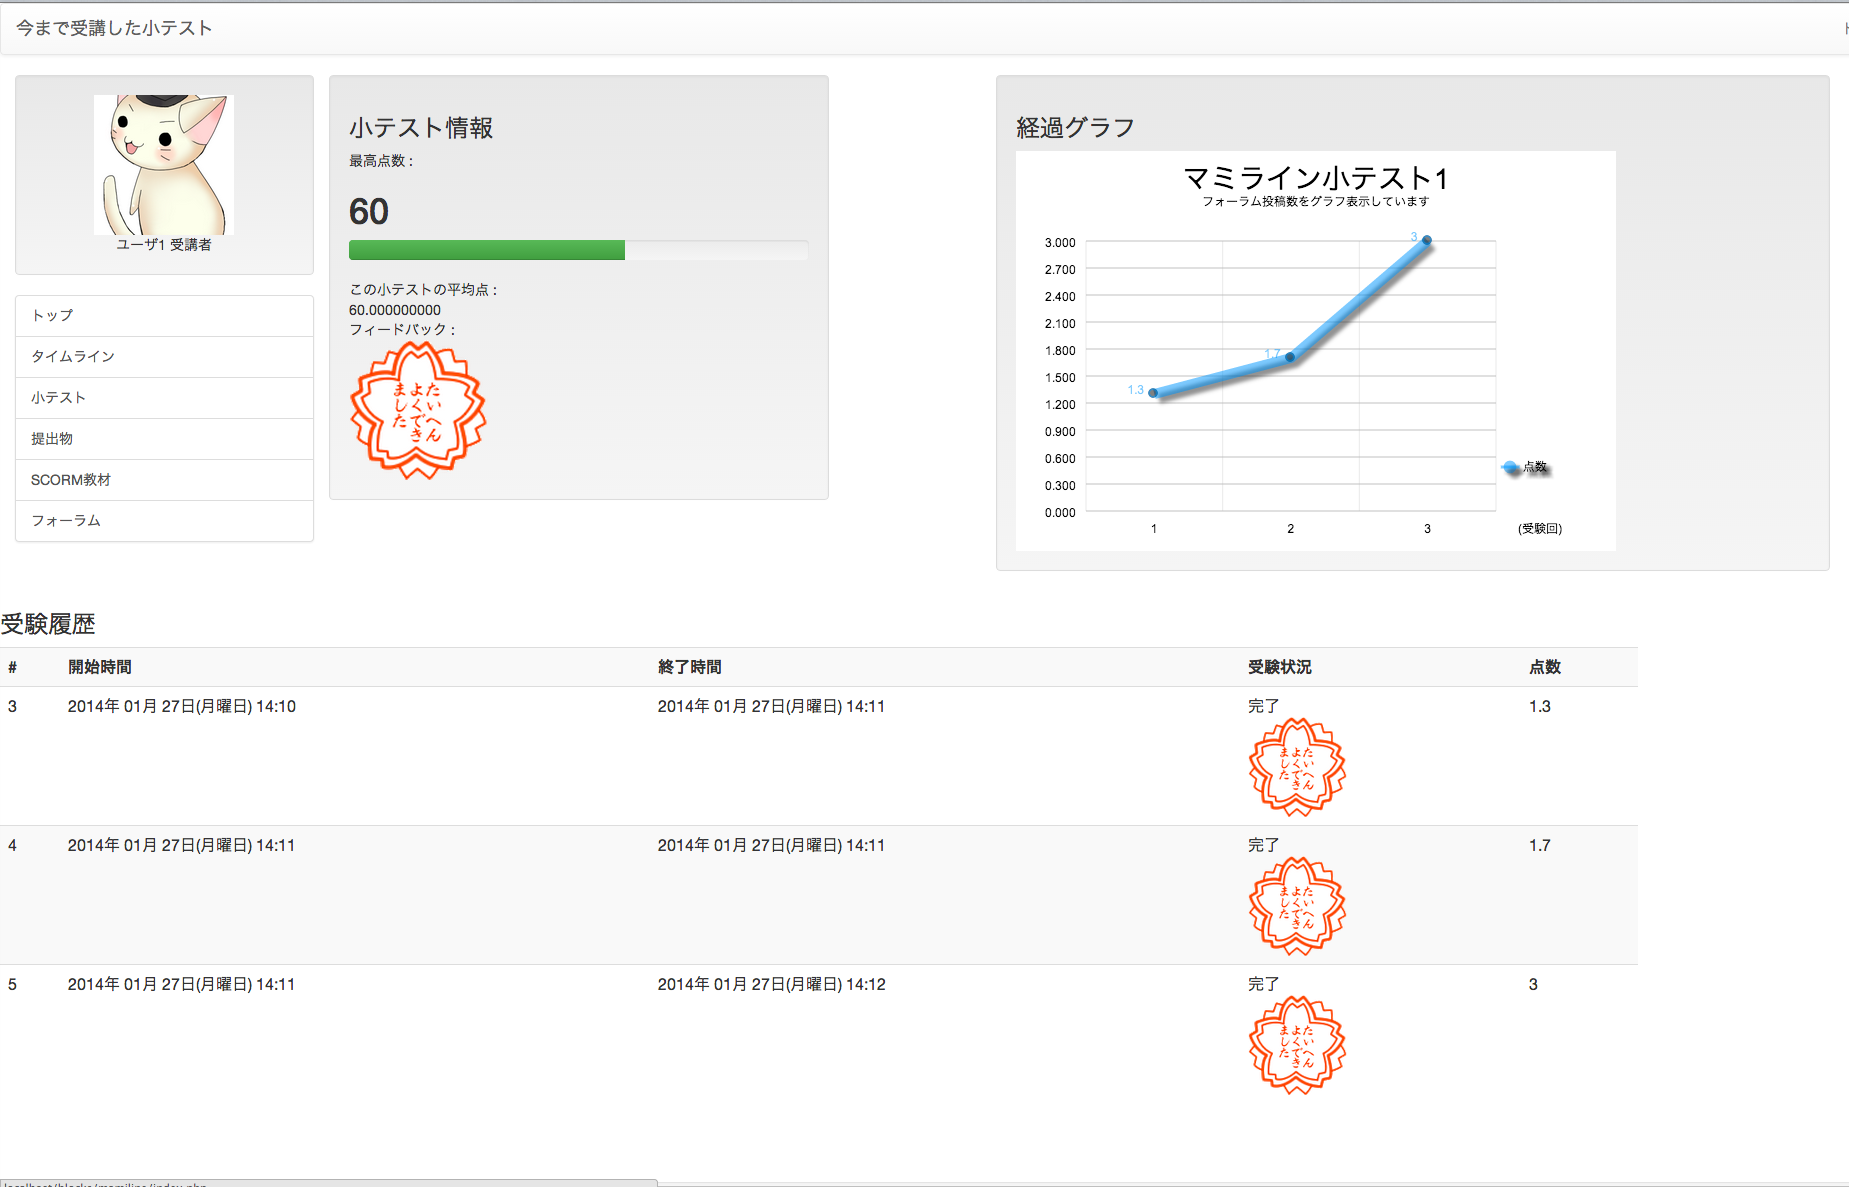 今まで受講した小テスト
ユーザ1 受講者
トップ
タイムライン
小テスト
提出物
SCORM教材
フォーラム
小テスト情報
最高点数 :
60
この小テストの平均点 :
60.000000000
フィードバック :
たいへん
よくでき
ました
経過グラフ
マミライン小テスト1
フォーラム投稿数をグラフ表示しています
3.000
2.700
2.400
2.100
1.800
1.500
1.200
0.900
0.600
0.300
0.000
1.3
1.7
3
点数
1 2 3 (受験回)
受験履歴
# 開始時間 終了時間 受験状況 点数
3 2014年 01月 27日(月曜日) 14:10 2014年 01月 27日(月曜日) 14:11 完了 1.3
たいへん
よくでき
ました
4 2014年 01月 27日(月曜日) 14:11 2014年 01月 27日(月曜日) 14:11 完了 1.7
たいへん
よくでき
ました
5 2014年 01月 27日(月曜日) 14:11 2014年 01月 27日(月曜日) 14:12 完了 3
たいへん
よくでき
ました